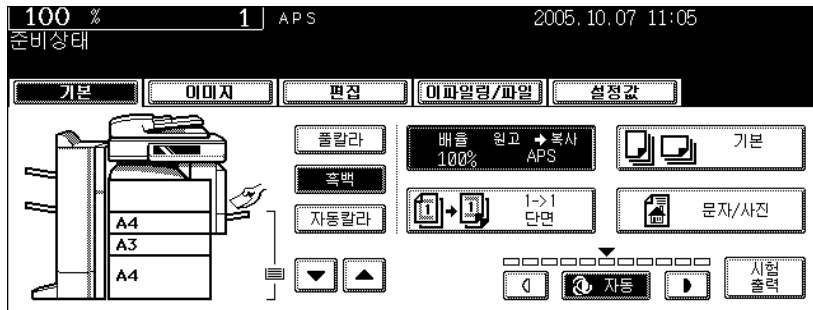 100 % 1 APS 2005.10.07 11:05
준비상태
기본 이미지 편집 이파일링/파일 설정값
풀칼라
흑백
자동칼라
배율 원고 ➔복사
100% APS
기본
1->1
단면
문자/사진
A4
A3
A4
자동
시험
출력